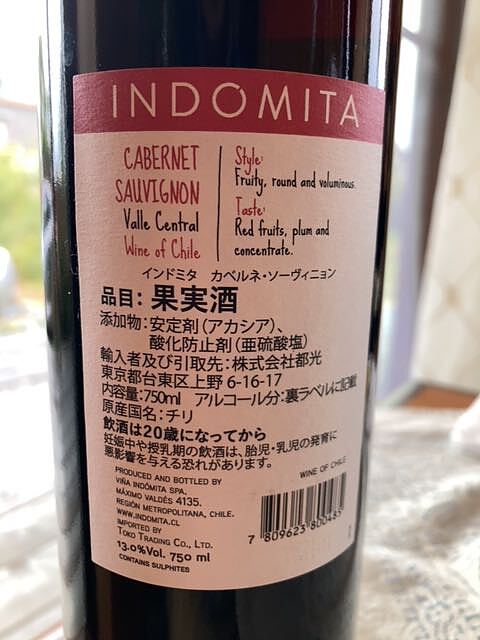 INDÓMITA
CABERNET
SAUVIGNON
Valle Central
Wine of Chile
Style:
Fruity, round and voluminous.
Taste:
Red fruits, plum and
concentrate.
インドミタ カベルネ・ソーヴィニョン
品目：果実酒
添加物：安定剤（アカシア）、
酸化防止剤（亜硫酸塩）
輸入者及び引取先：株式会社都光
東京都台東区上野 6-16-17
内容量：750ml アルコール分：裏ラベルに記載
原産国名：チリ
飲酒は20歳になってから
妊娠中や授乳期の飲酒は、胎児・乳児の発育に
悪影響を与える恐れがあります。
PRODUCED AND BOTTLED BY
VIÑA INDÓMITA SPA,
MÁXIMO VALDÉS 4135.
REGIÓN METROPOLITANA, CHILE.
WWW.INDOMITA.CL
IMPORTED BY
TOKO TRADING CO., LTD.
13.0%Vol. 750 ml
CONTAINS SULPHITES
WINE OF CHILE
7 809623 800485